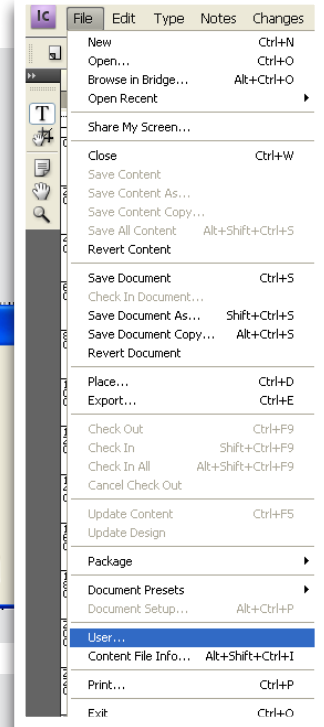 Ic File Edit Type Notes Changes
New Ctrl+N
Open... Ctrl+O
Browse in Bridge... Alt+Ctrl+O
Open Recent
Share My Screen...
Close Ctrl+W
Save Content
Save Content As...
Save Content Copy...
Save All Content Alt+Shift+Ctrl+S
Revert Content
Save Document Ctrl+S
Check In Document...
Save Document As... Shift+Ctrl+S
Save Document Copy... Alt+Ctrl+S
Revert Document
Place... Ctrl+D
Export... Ctrl+E
Check Out Ctrl+F9
Check In Shift+Ctrl+F9
Check In All Alt+Shift+Ctrl+F9
Cancel Check Out
Update Content Ctrl+F5
Update Design
Package
Document Presets
Document Setup... Alt+Ctrl+P
User...
Content File Info... Alt+Shift+Ctrl+I
Print... Ctrl+P
Exit Ctrl+Q